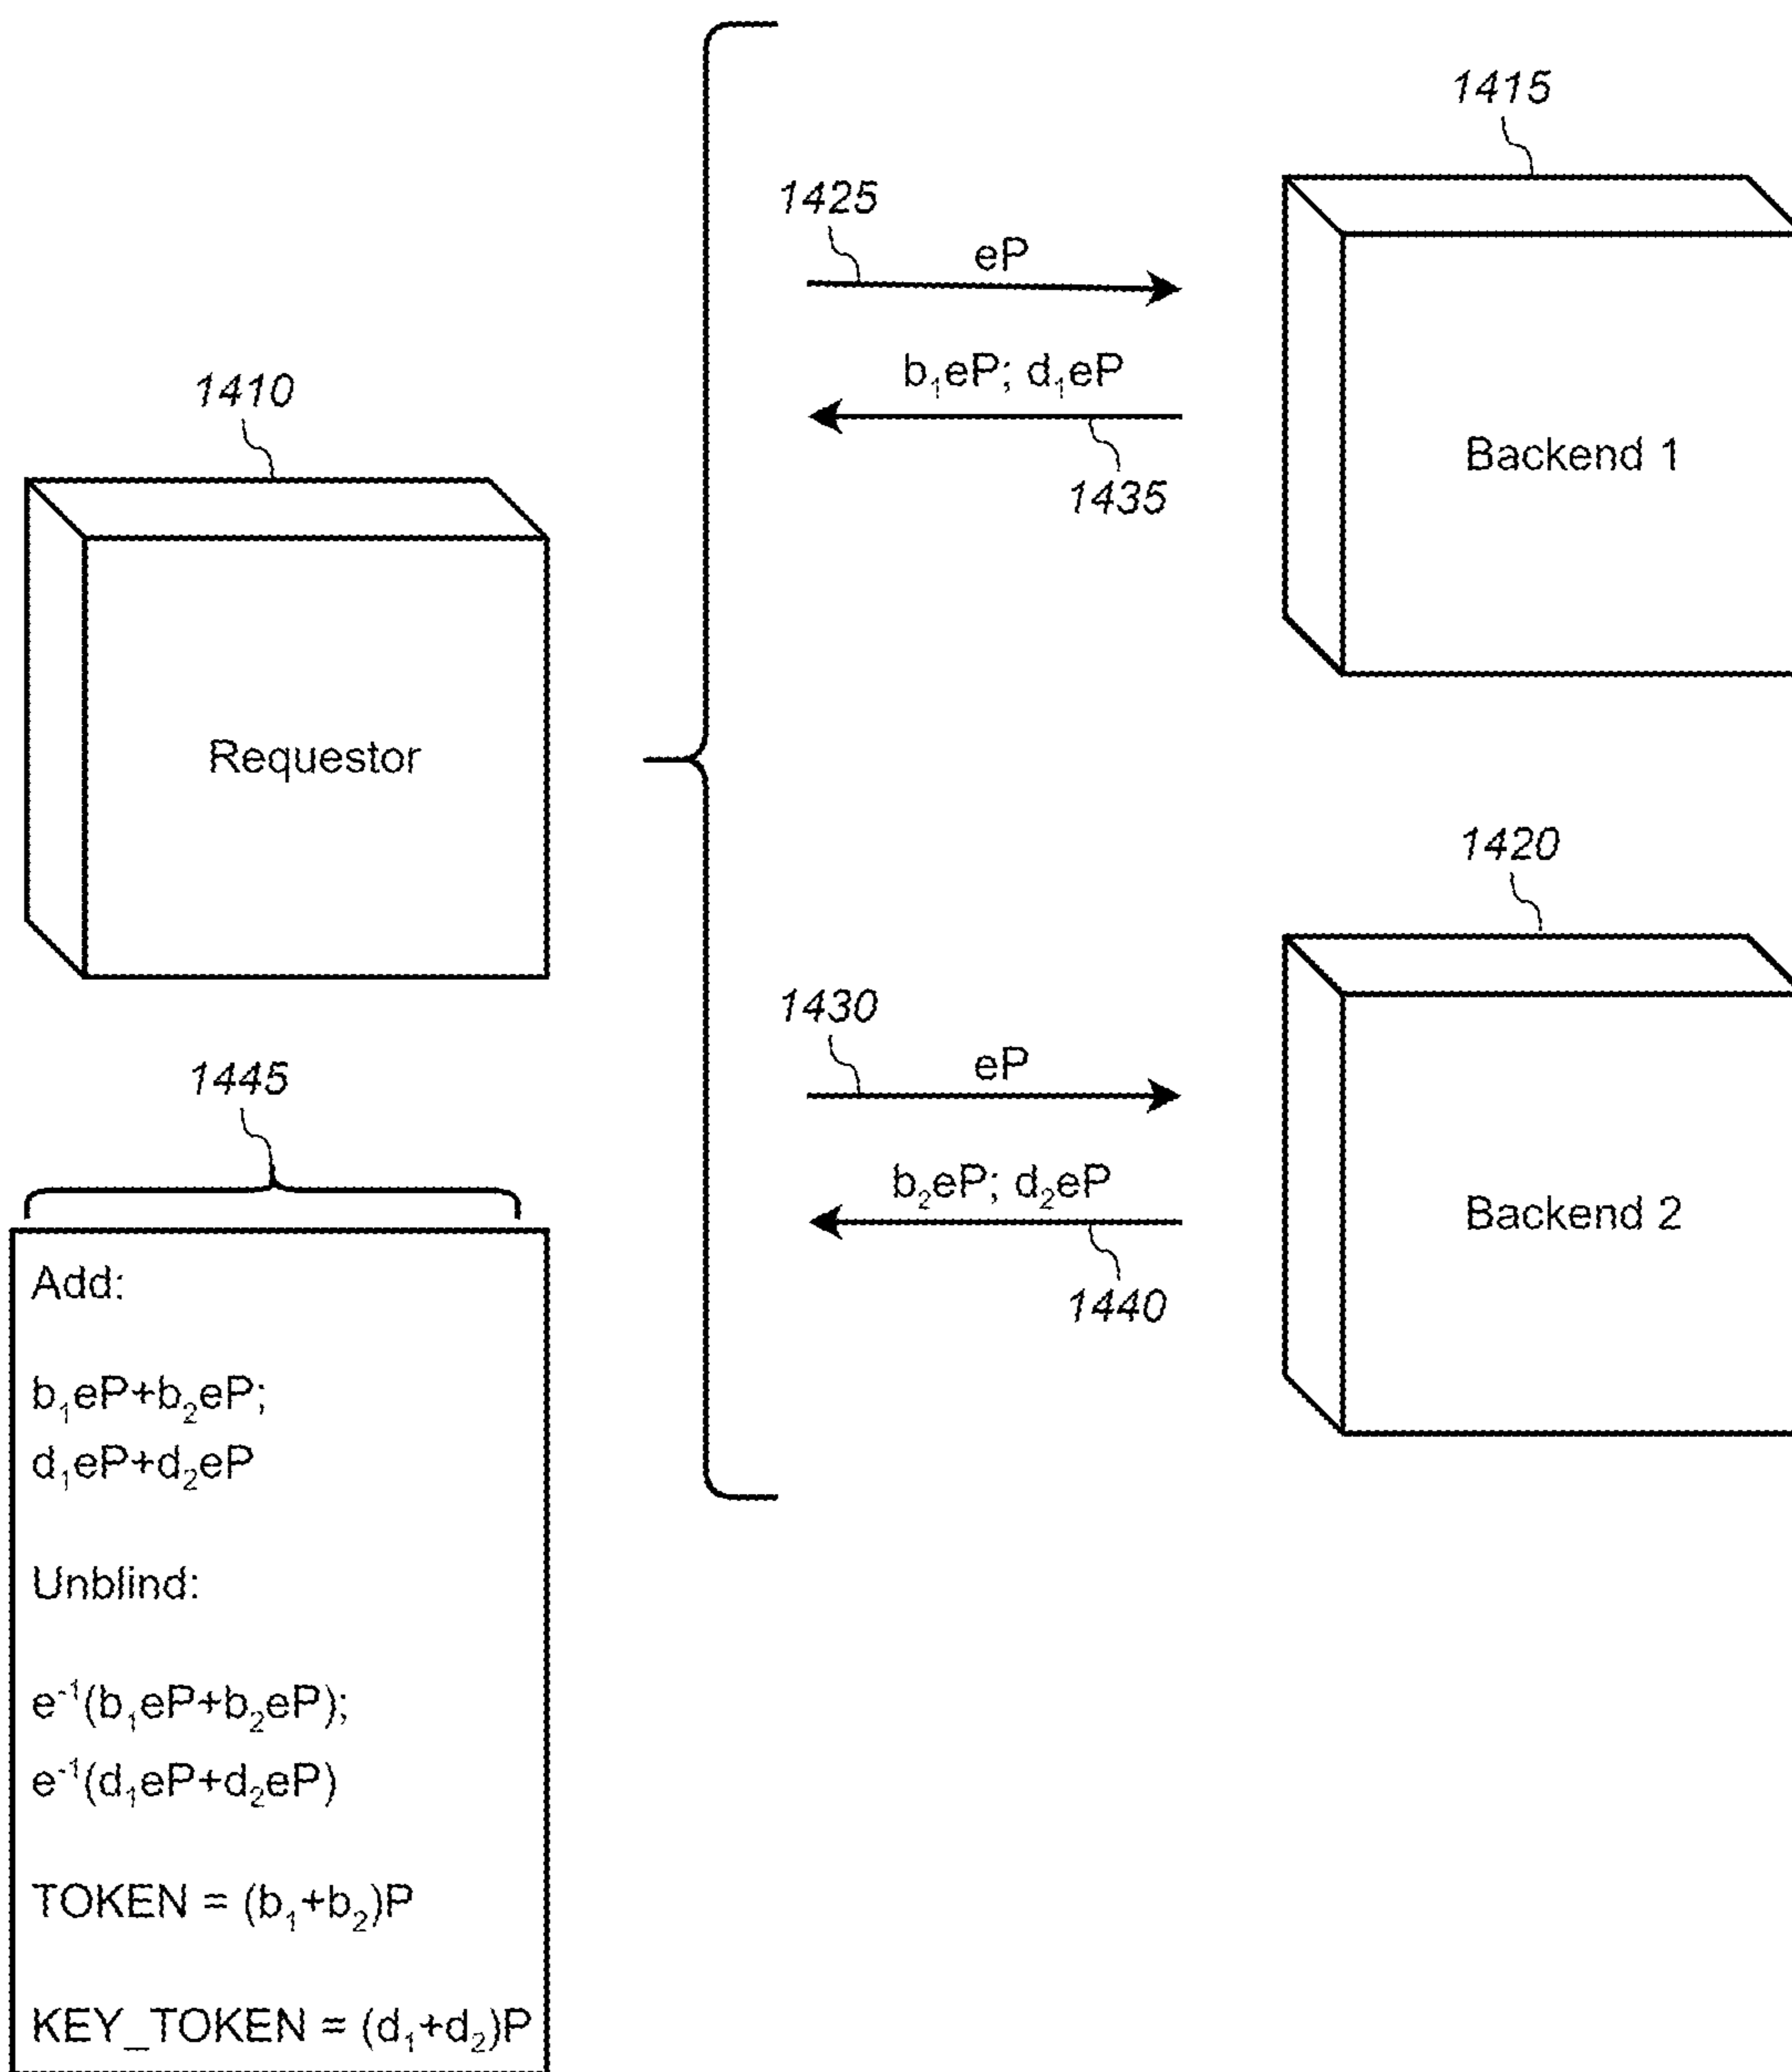 1415
1425
eP
b₁eP; d₁eP
1435
Backend 1
1410
Requestor
1420
1430
eP
b₂eP; d₂eP
1440
Backend 2
1445
Add:
b₁eP+b₂eP;
d₁eP+d₂eP
Unblind:
e⁻¹(b₁eP+b₂eP);
e⁻¹(d₁eP+d₂eP)
TOKEN = (b₁+b₂)P
KEY_TOKEN = (d₁+d₂)P